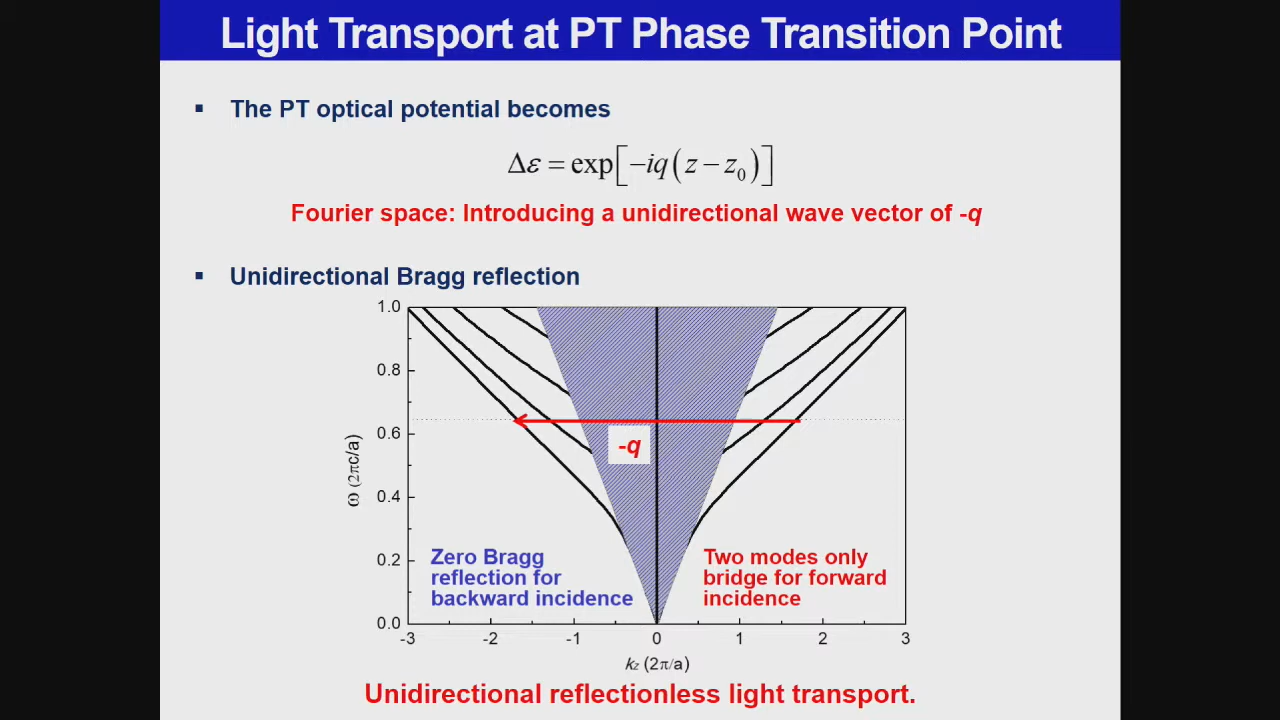 Light Transport at PT Phase Transition Point
▪ The PT optical potential becomes
Δε = exp[−iq(z − z₀)]
Fourier space: Introducing a unidirectional wave vector of -q
▪ Unidirectional Bragg reflection
1.0
0.8
0.6
0.4
0.2
0.0
ω (2πc/a)
-q
Zero Bragg
reflection for
backward incidence
Two modes only
bridge for forward
incidence
-3 -2 -1 0 1 2 3
kz (2π/a)
Unidirectional reflectionless light transport.